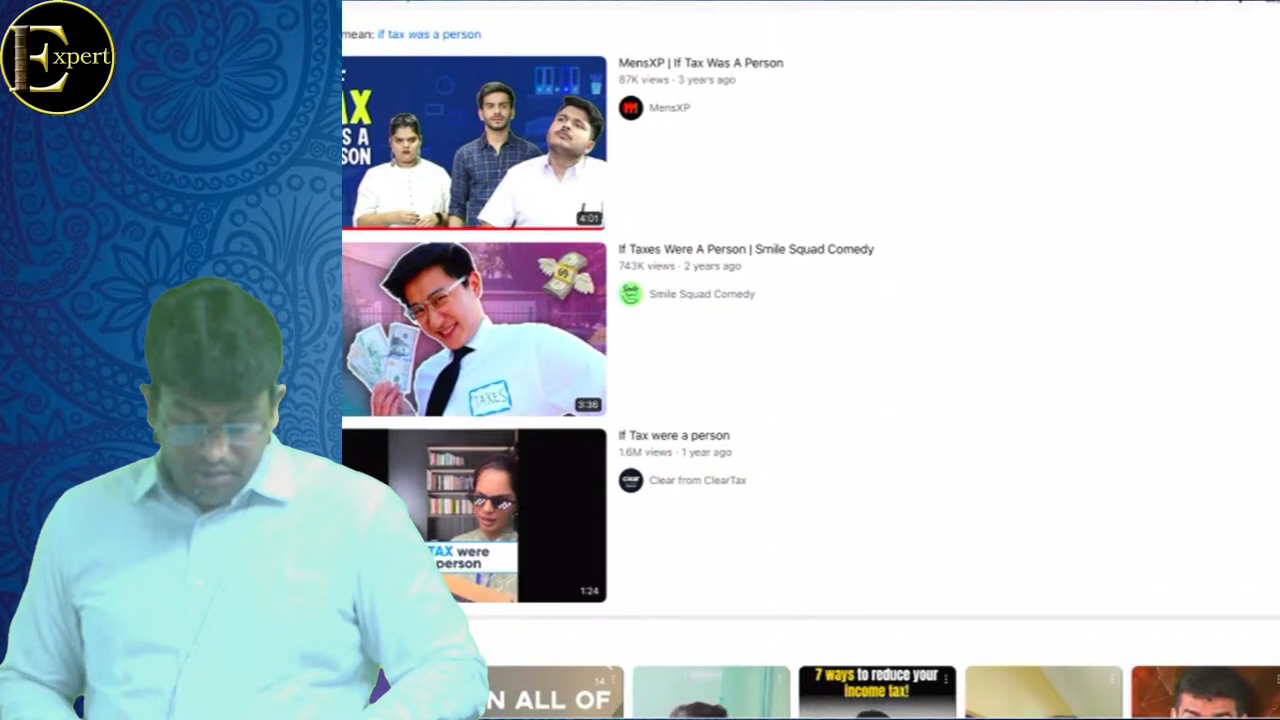 Expert
mean: if tax was a person
AX
S A
SON
4:01
MensXP | If Tax Was A Person
87K views · 3 years ago
MensXP
TAXES
3:36
If Taxes Were A Person | Smile Squad Comedy
743K views · 2 years ago
Smile Squad Comedy
TAX were
person
1:24
If Tax were a person
1.6M views · 1 year ago
Clear from ClearTax
14
N ALL OF
7 ways to reduce your
income tax!